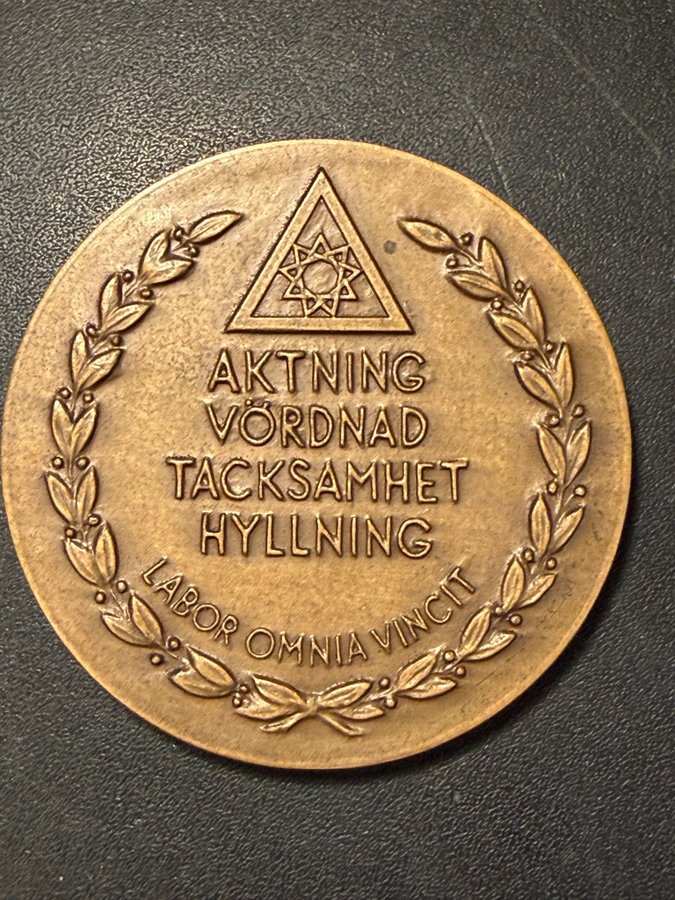 AKTNING
VÖRDNAD
TACKSAMHET
HYLLNING
LABOR OMNIA VINCIT